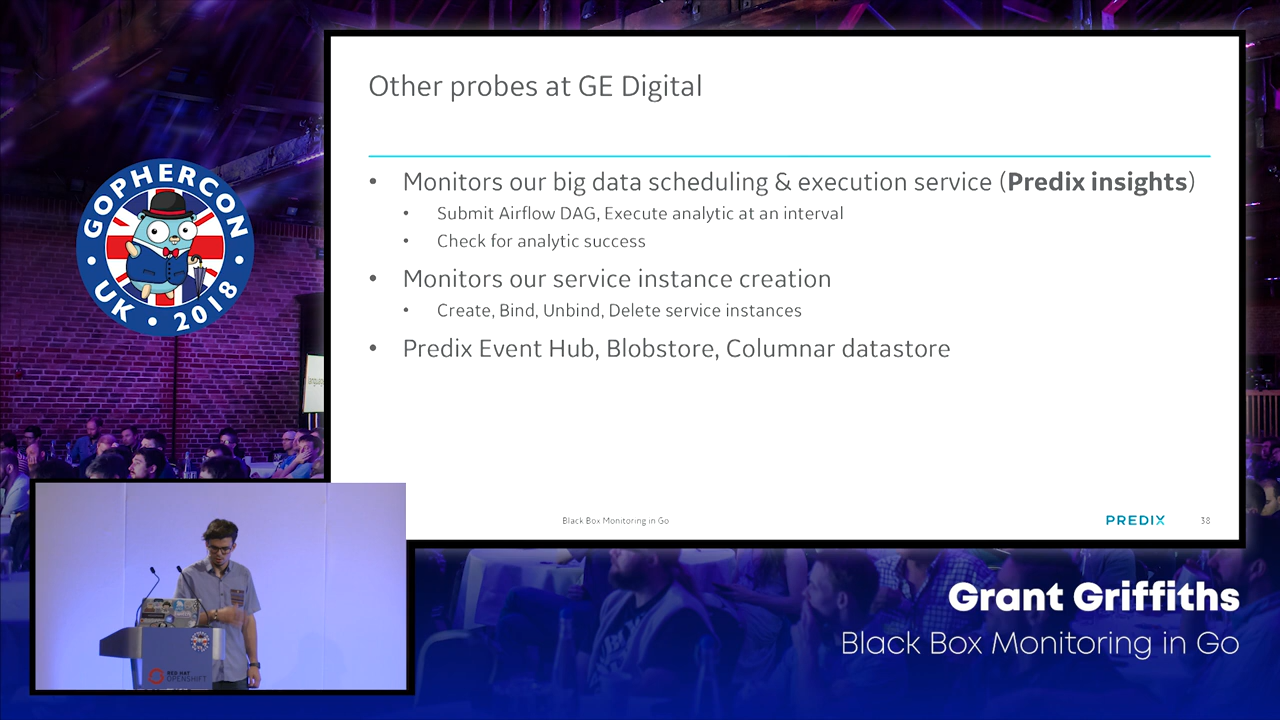 Other probes at GE Digital
• Monitors our big data scheduling & execution service (Predix insights)
• Submit Airflow DAG, Execute analytic at an interval
• Check for analytic success
• Monitors our service instance creation
• Create, Bind, Unbind, Delete service instances
• Predix Event Hub, Blobstore, Columnar datastore
Black Box Monitoring in Go
PREDIX
38
GOPHERCON
UK • 2018
RED HAT
OPENSHIFT
Grant Griffiths
Black Box Monitoring in Go